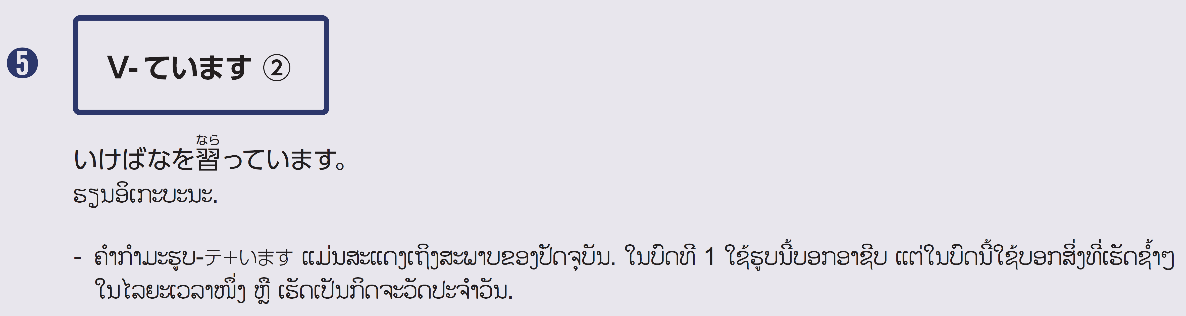 5 V- ています ②
なら
いけばなを習っています。
ຮຽນອິເກະບະນະ.
- ຄຳກຳມະຮູບ-テ+います ແມ່ນສະແດງເຖິງສະພາບຂອງປັດຈຸບັນ. ໃນບົດທີ 1 ໃຊ້ຮູບນີ້ບອກອາຊີບ ແຕ່ໃນບົດນີ້ໃຊ້ບອກສິ່ງທີ່ເຮັດຊ້ຳໆ
ໃນໄລຍະເວລາໜຶ່ງ ຫຼື ເຮັດເປັນກິດຈະວັດປະຈຳວັນ.